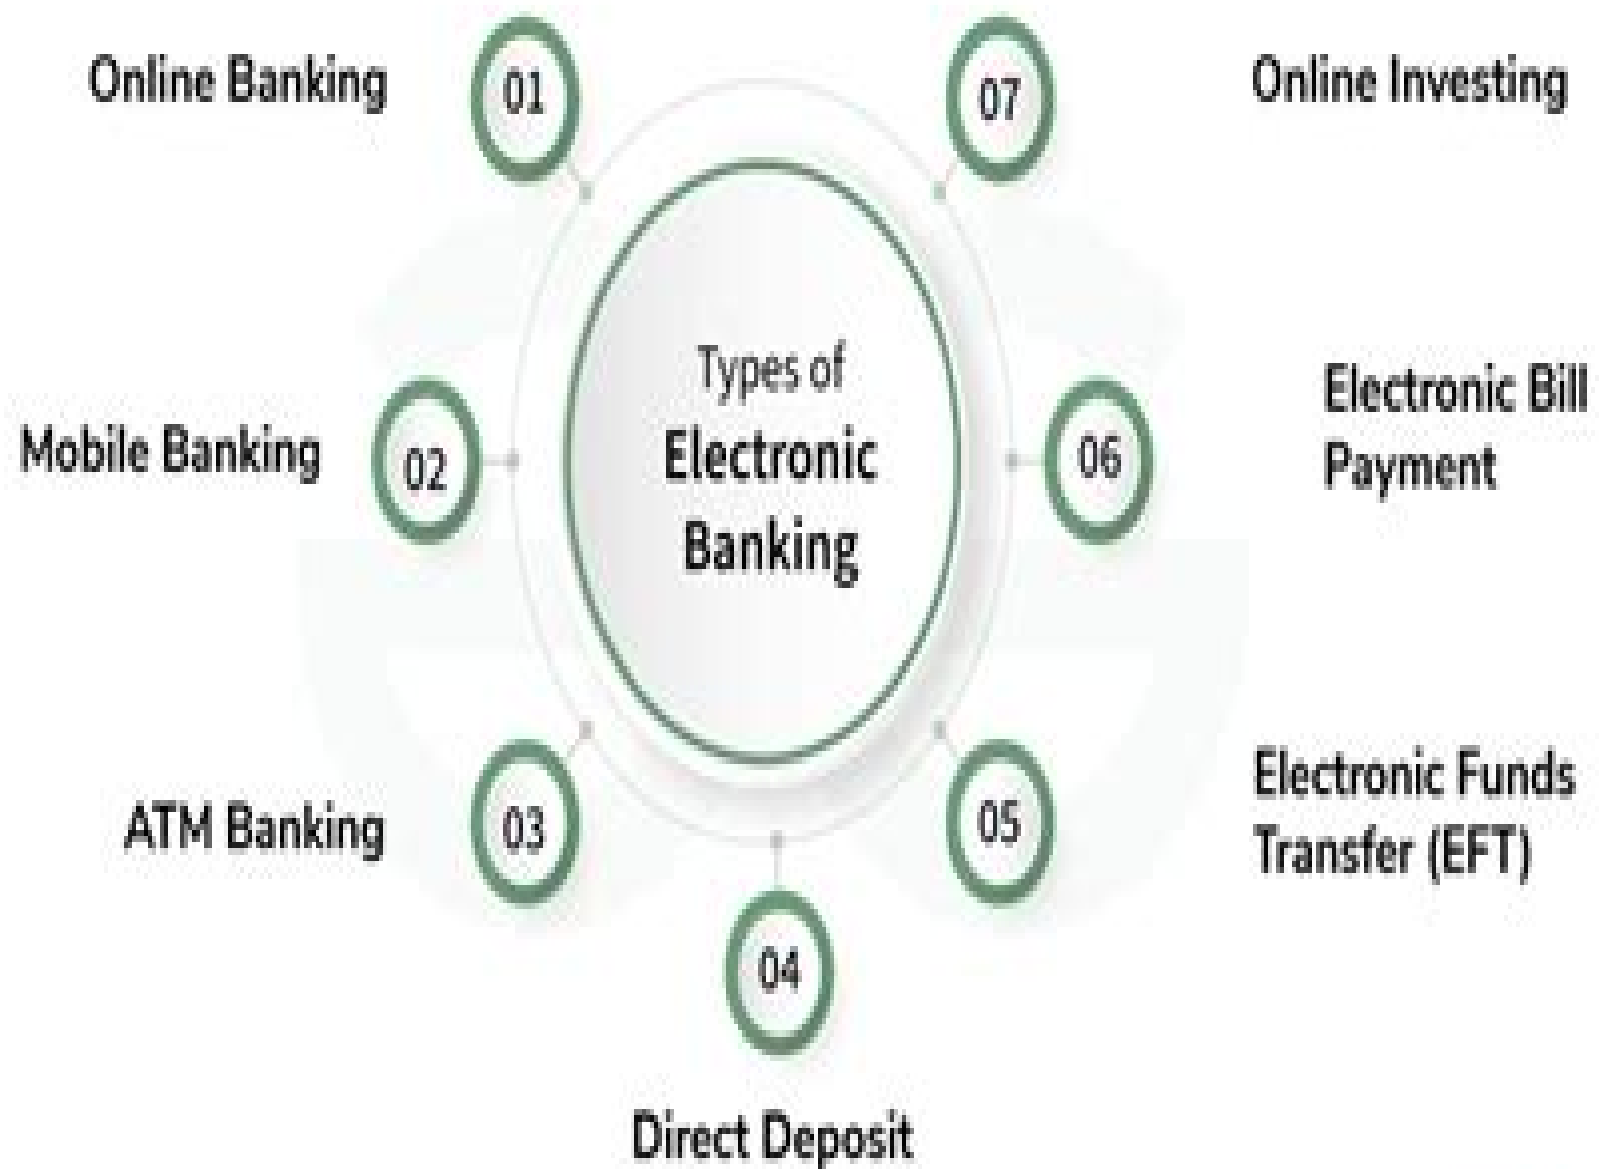 Types of
Electronic
Banking
01
Online Banking
02
Mobile Banking
03
ATM Banking
04
Direct Deposit
05
Electronic Funds
Transfer (EFT)
06
Electronic Bill
Payment
07
Online Investing